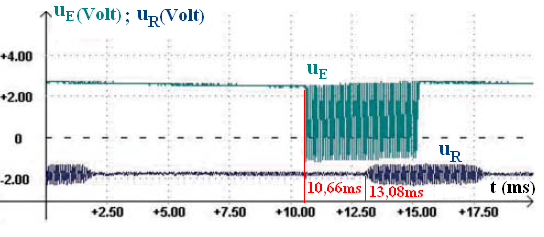 uE(Volt) ; uR(Volt)
+4.00
uE
+2.00
0
uR
-2.00
10,66ms 13,08ms t (ms)
+2.50 +5.00 +7.50 +10.00 +12.50 +15.00 +17.50